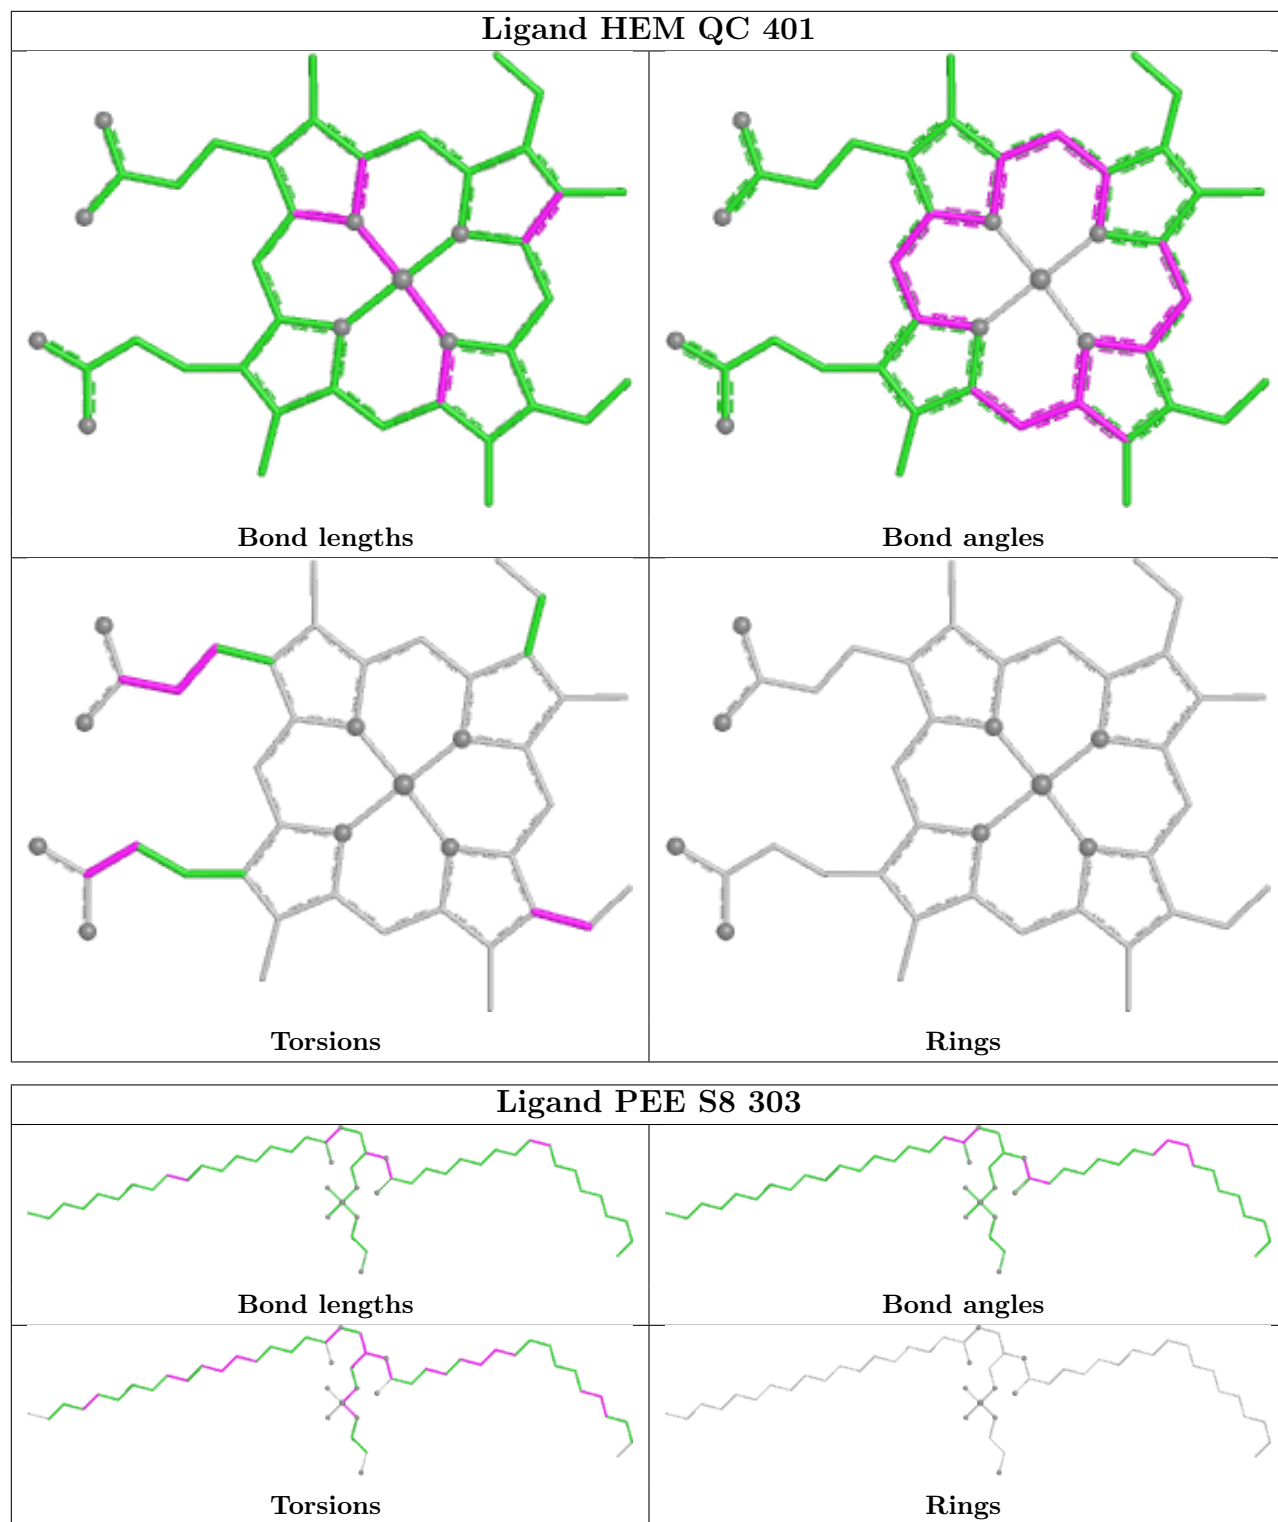 Ligand HEM QC 401
Bond lengths
Bond angles
Torsions
Rings
Ligand PEE S8 303
Bond lengths
Bond angles
Torsions
Rings